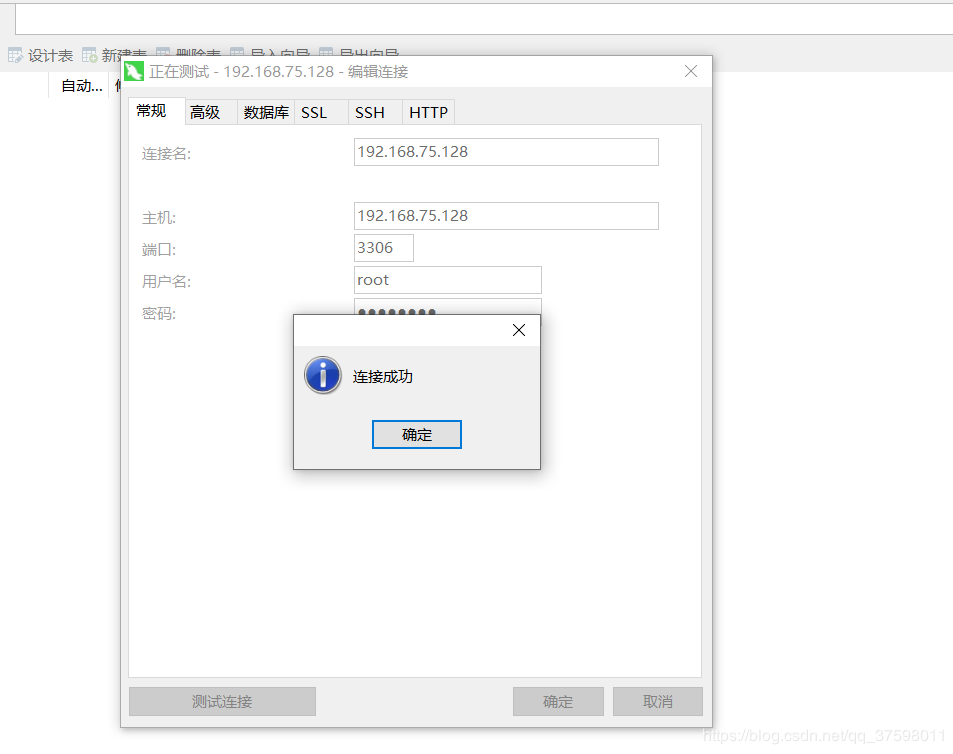 设计表 新建表 删除表 导入向导 导出向导
正在测试 - 192.168.75.128 - 编辑连接
自动...
常规 高级 数据库 SSL SSH HTTP
连接名: 192.168.75.128
主机: 192.168.75.128
端口: 3306
用户名: root
密码: ●●●●●●●●
连接成功
确定
测试连接 确定 取消
https://blog.csdn.net/qq_37598011